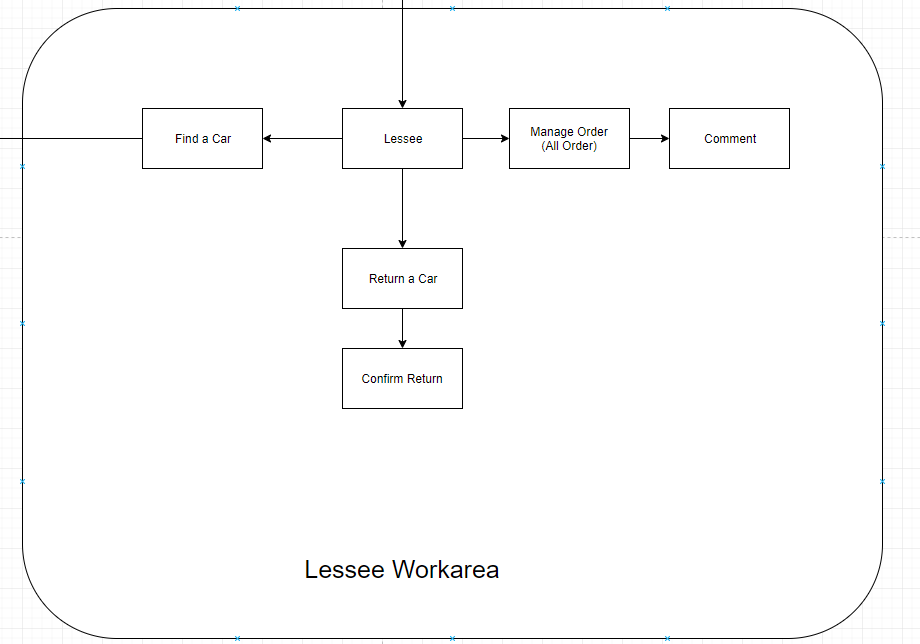 Find a Car
Lessee
Manage Order
(All Order)
Comment
Return a Car
Confirm Return
Lessee Workarea